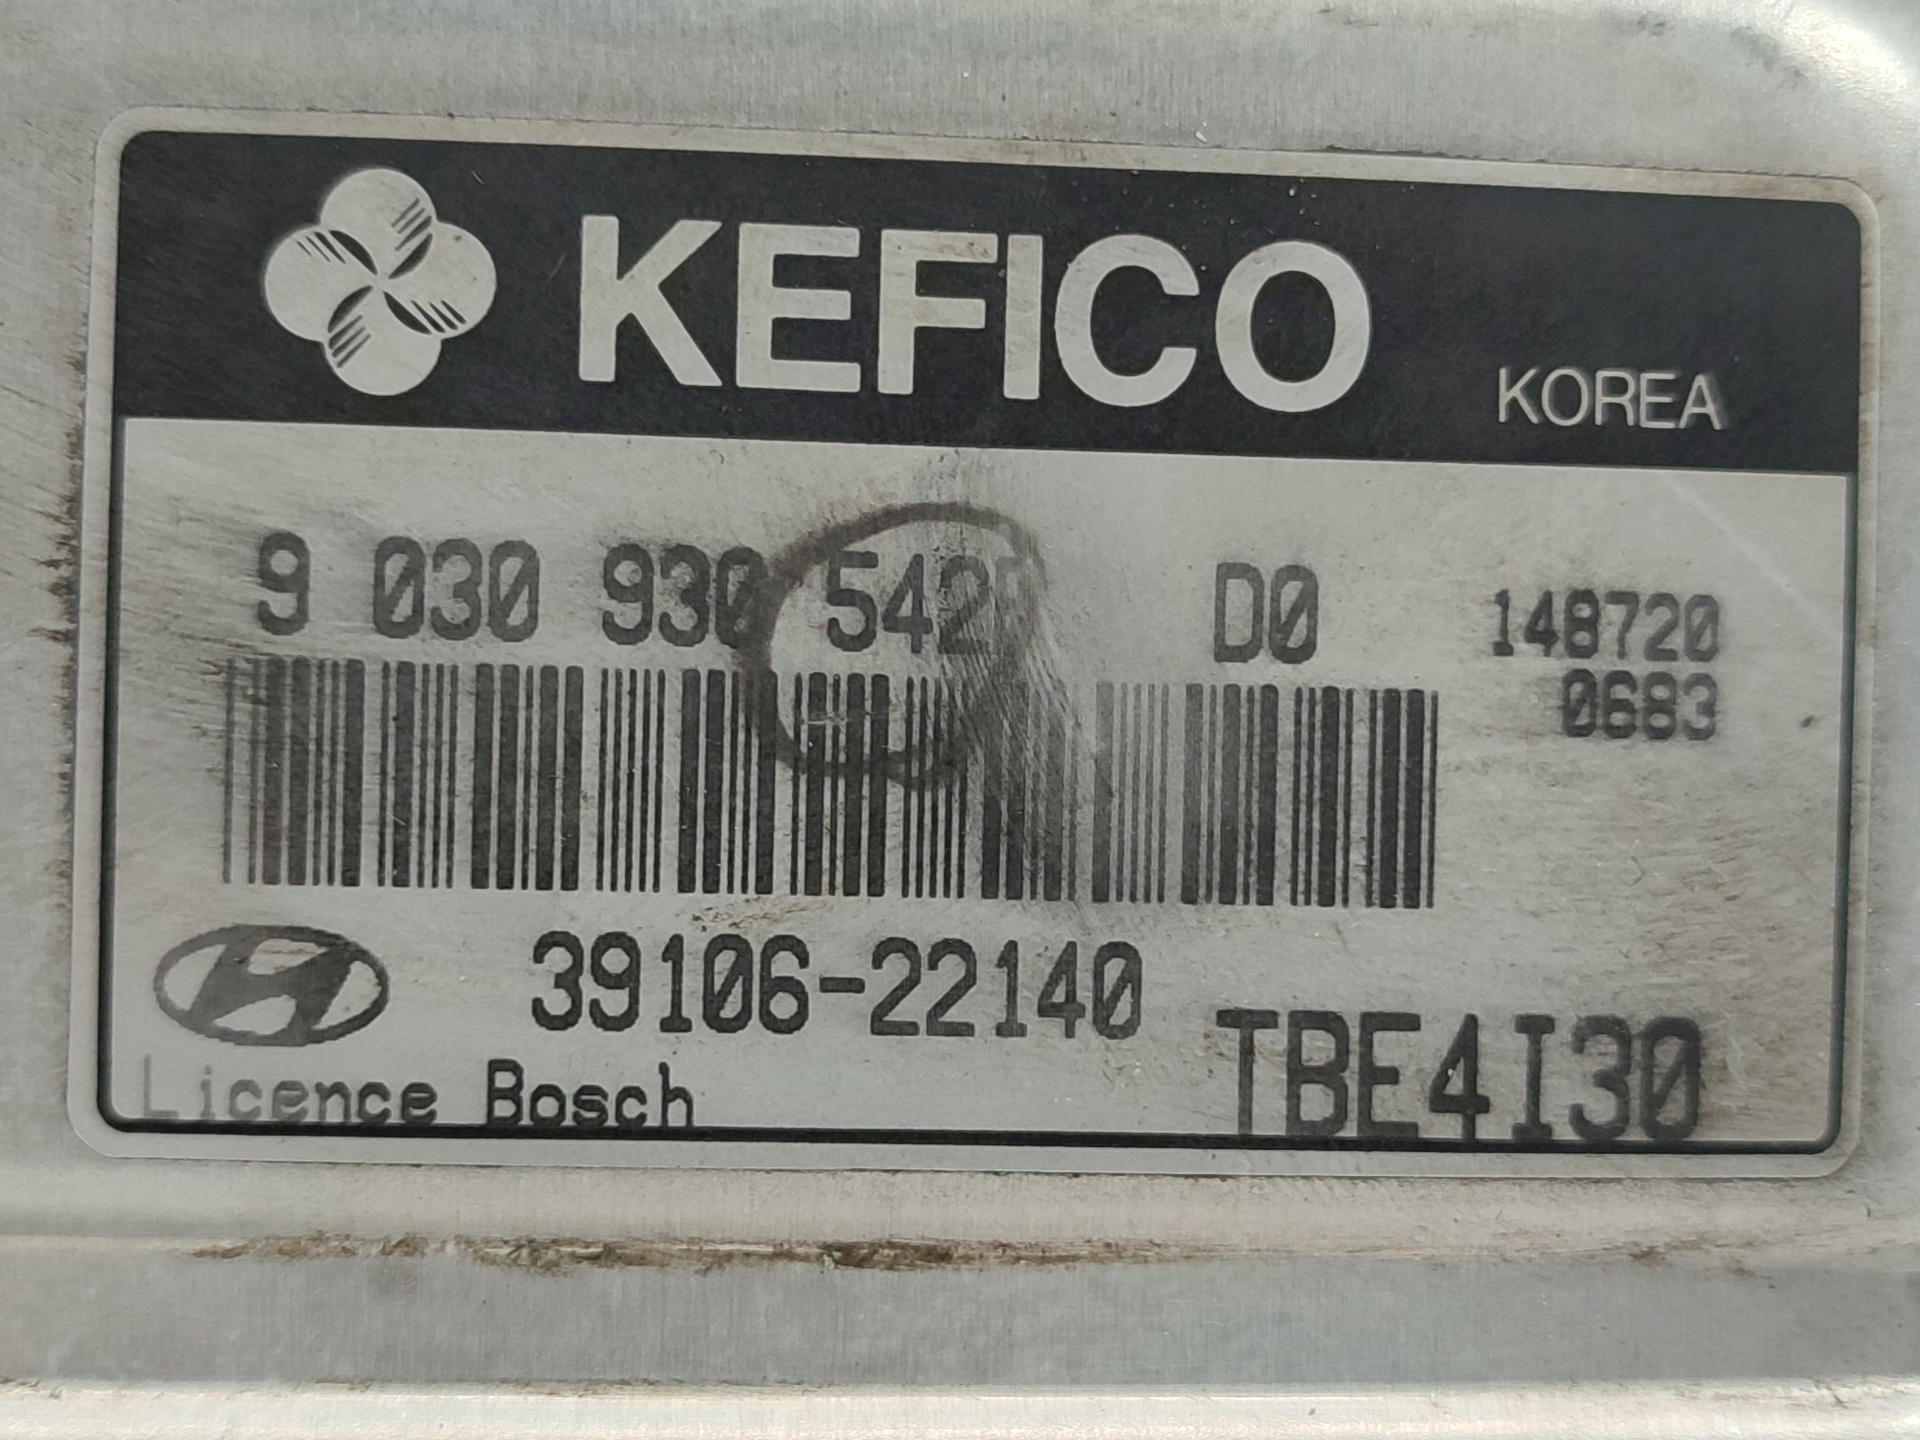 KEFICO KOREA
9 030 930 542 D0 148720
0683
39106-22140
TBE4I30
Licence Bosch